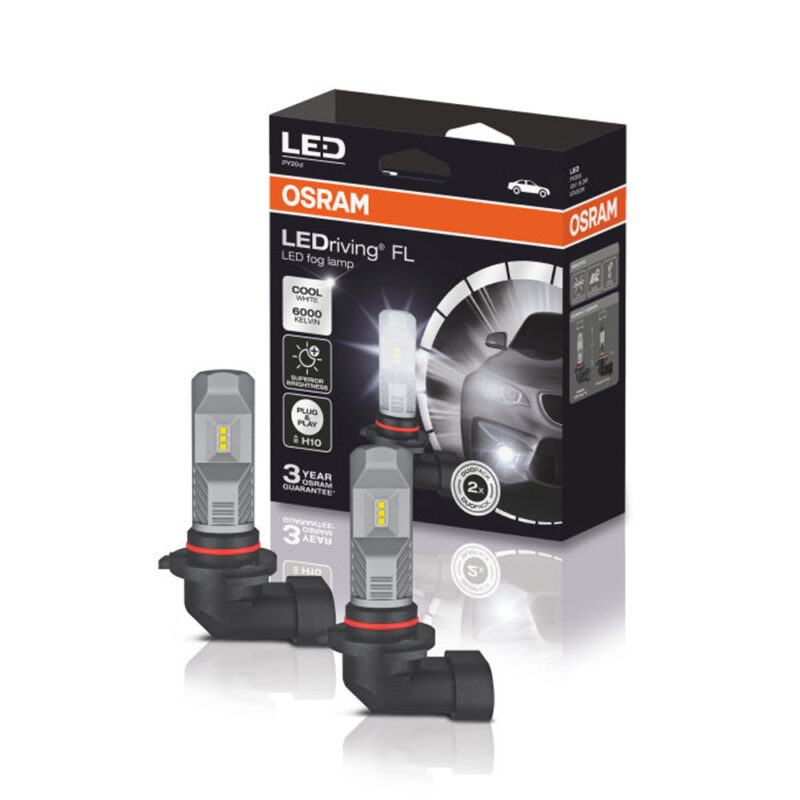 LED
PY20d
OSRAM
LEDriving® FL
LED fog lamp
COOL
WHITE
6000
KELVIN
SUPERIOR
BRIGHTNESS
PLUG
&
PLAY
H10
3 YEAR
OSRAM
GUARANTEE*
DUOPACK
2x
DUOPACK
LED
OSRAM